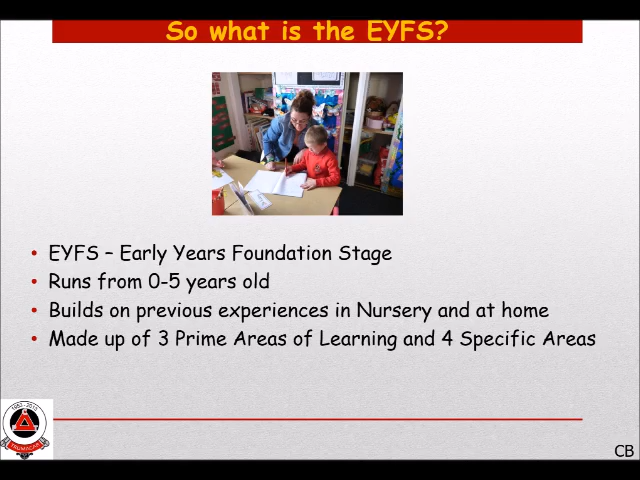 So what is the EYFS?
• EYFS – Early Years Foundation Stage
• Runs from 0-5 years old
• Builds on previous experiences in Nursery and at home
• Made up of 3 Prime Areas of Learning and 4 Specific Areas
TRUMACAR
CB